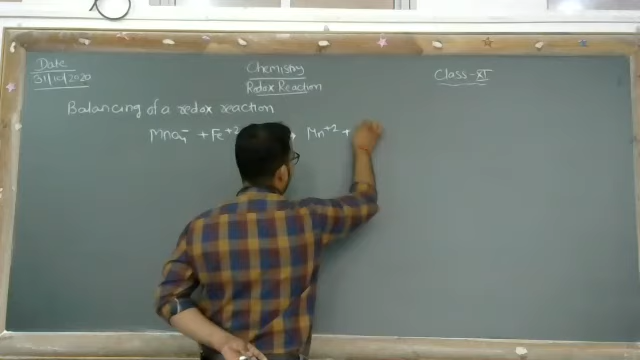 Date
31/10/2020
Chemistry
Redox Reaction
Class-XI
Balancing of a redox reaction
MnO4⁻ + Fe⁺² Mn⁺² +